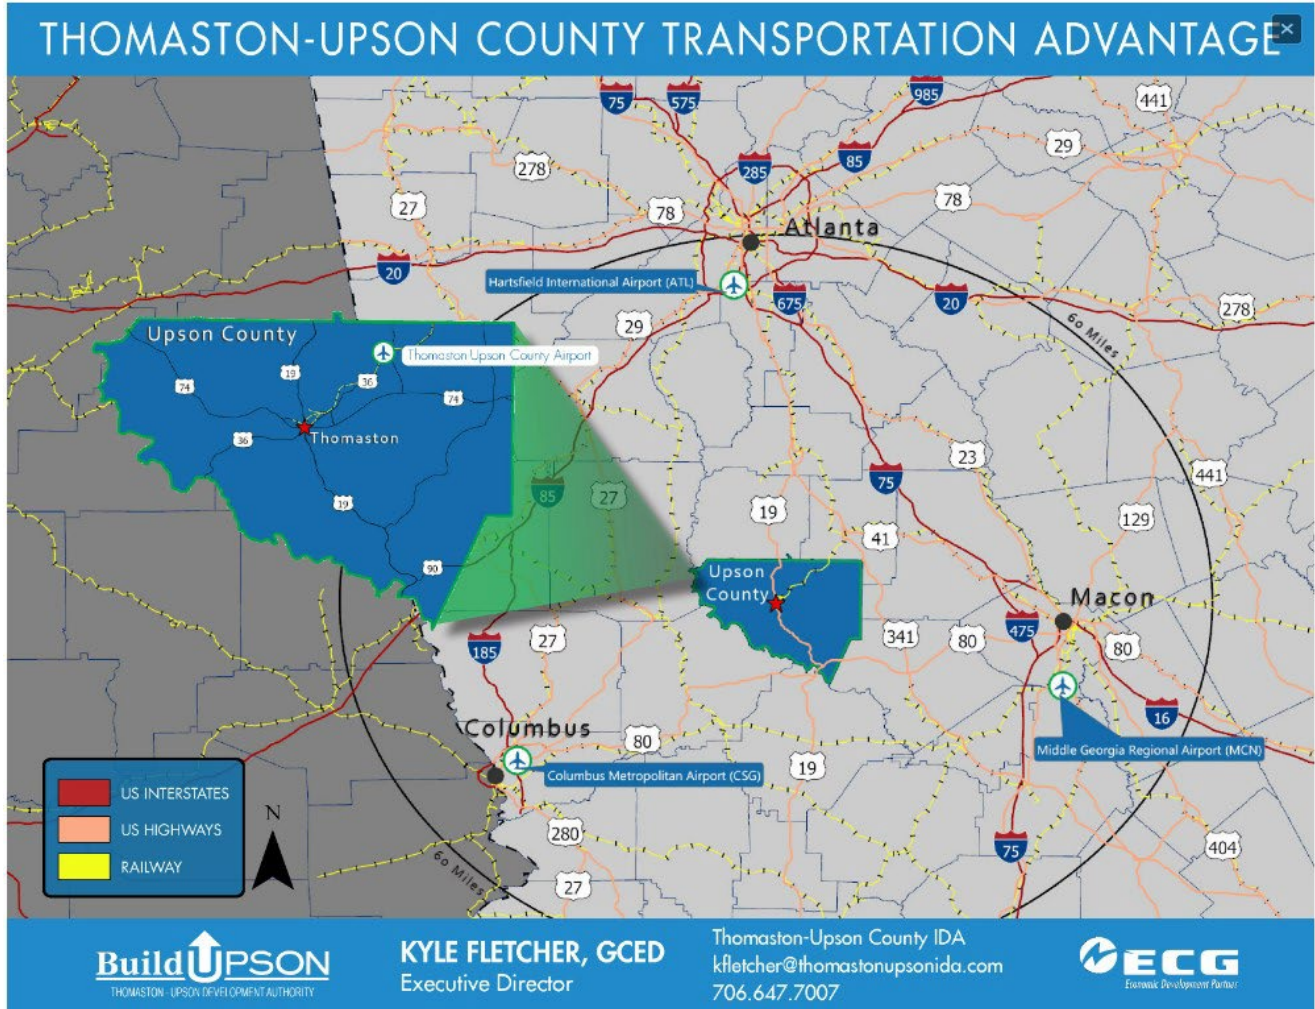 THOMASTON-UPSON COUNTY TRANSPORTATION ADVANTAGE
75
575
985
441
29
278
285
85
27
78
78
Atlanta
20
Hartsfield International Airport (ATL)
675
20
278
29
60 Miles
Upson County
Thomaston Upson County Airport
19
36
74
74
36
Thomaston
19
90
85
27
19
75
23
441
129
41
Upson
County
Macon
475
341
80
80
185
27
16
Columbus
80
Middle Georgia Regional Airport (MCN)
Columbus Metropolitan Airport (CSG)
19
280
75
404
60 Miles
27
US INTERSTATES
US HIGHWAYS
RAILWAY
N
Build UPSON
THOMASTON - UPSON DEVELOPMENT AUTHORITY
KYLE FLETCHER, GCED
Executive Director
Thomaston-Upson County IDA
kfletcher@thomastonupsonida.com
706.647.7007
ECG
Economic Development Partner